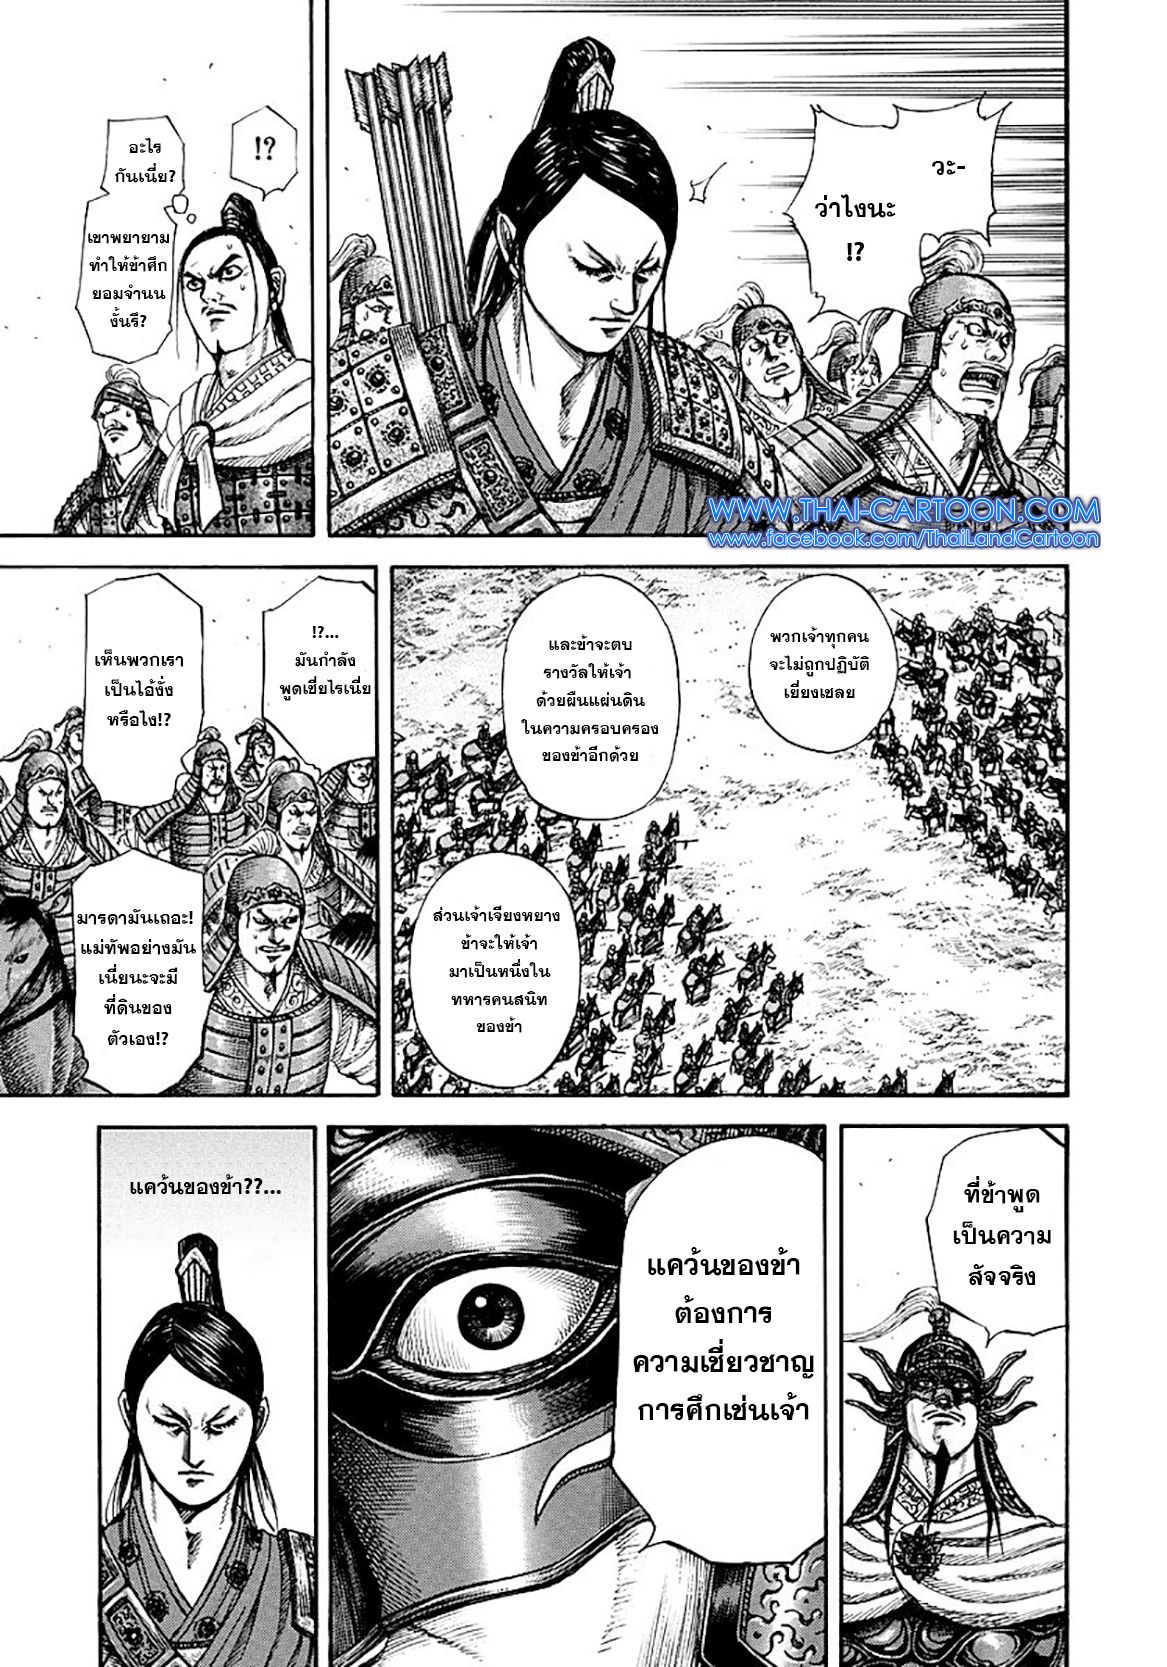 วะ-
ว่าไงนะ
!?
!?
อะไร
กันเนี่ย?
เขาพยายาม
ทำให้ข้าศึก
ยอมจำนน
งั้นรึ?
WWW.THAI-CARTOON.COM
www.facebook.com/ThaiLandCartoon
พวกเจ้าทุกคน
จะไม่ถูกปฏิบัติ
เยี่ยงเชลย
และข้าจะตบ
รางวัลให้เจ้า
ด้วยผืนแผ่นดิน
ในความครอบครอง
ของข้าอีกด้วย
ส่วนเจ้าเจียงหยาง
ข้าจะให้เจ้า
มาเป็นหนึ่งใน
ทหารคนสนิท
ของข้า
!?...
มันกำลัง
พูดเชี่ยไรเนี่ย
เท็นพวกเรา
เป็นไอ้งั่ง
หรือไง!?
มารดามันเถอะ!
แม่ทัพอย่างมัน
เนี่ยนะจะมี
ที่ดินของ
ตัวเอง!?
ที่ข้าพูด
เป็นความ
สัจจริง
แคว้นของข้า
ต้องการ
ความเชี่ยวชาญ
การศึกเช่นเจ้า
แคว้นของข้า??...